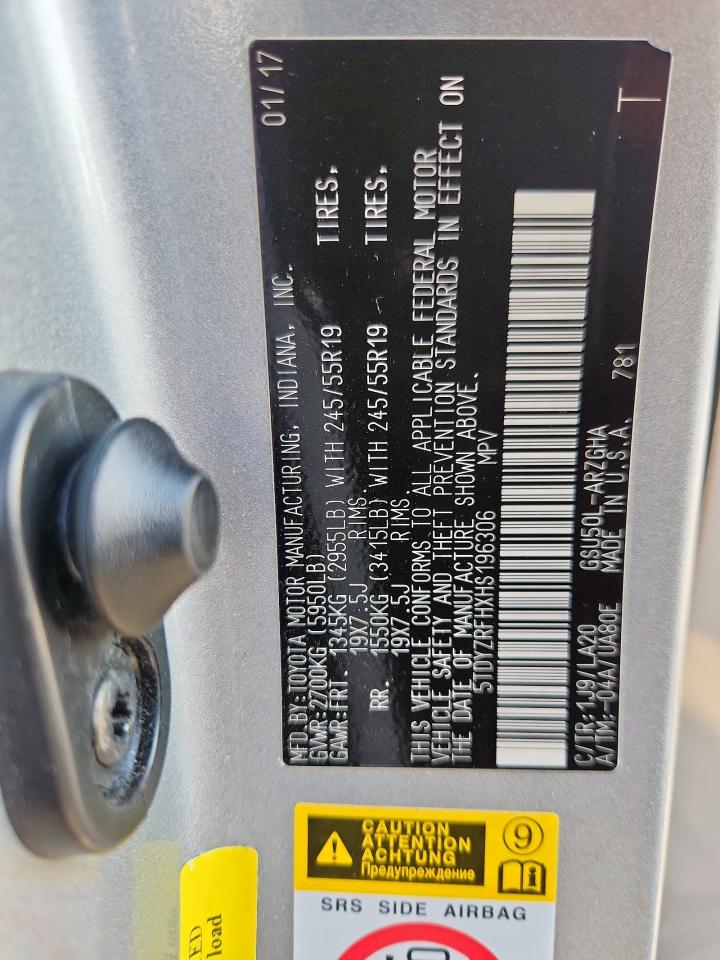 01/17
MFD.BY:TOYOTA MOTOR MANUFACTURING, INDIANA, INC.
GVWR:2700KG(5950LB)
GAWR:FRT. 1345KG (2955LB) WITH 245/55R19 TIRES,
19X7.5J RIMS.
RR. 1550KG (3415LB) WITH 245/55R19 TIRES,
19X7.5J RIMS
THIS VEHICLE CONFORMS TO ALL APPLICABLE FEDERAL MOTOR
VEHICLE SAFETY AND THEFT PREVENTION STANDARDS IN EFFECT ON
THE DATE OF MANUFACTURE SHOWN ABOVE.
5TDYZRFHXHS196306 MPV
C/TR:1J9/LA20 GSU50L-ARZGHA
A/TM:-04A/UA80E MADE IN U.S.A. 781
T
CAUTION
ATTENTION
ACHTUNG
Предупреждение
9
SRS SIDE AIRBAG
load